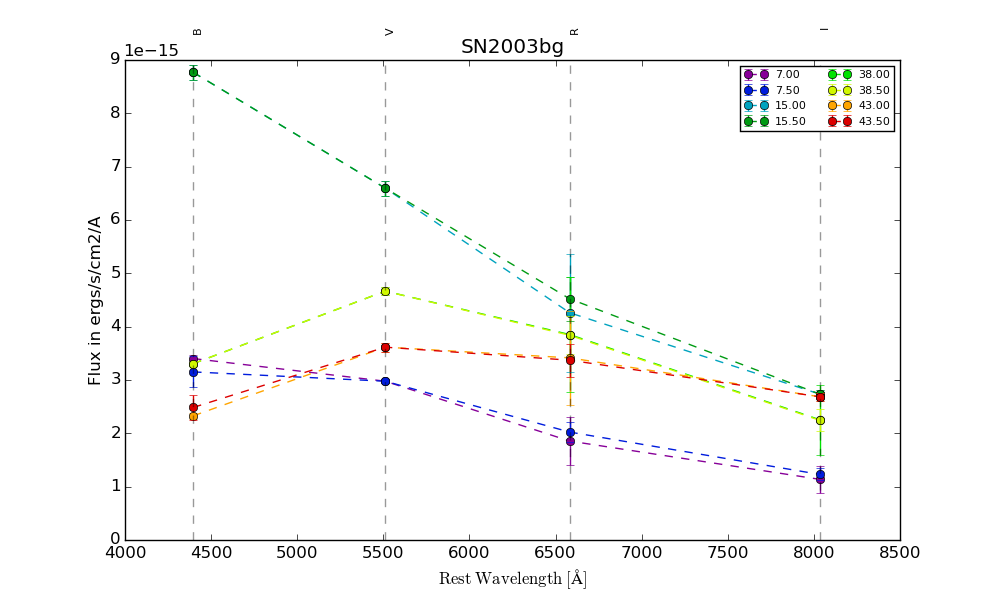 B V R I
SN2003bg
1e−15
9
8
7
6
5
4
3
2
1
0
Flux in ergs/s/cm2/A
7.00 38.00
7.50 38.50
15.00 43.00
15.50 43.50
4000 4500 5000 5500 6000 6500 7000 7500 8000 8500
Rest Wavelength [Å]